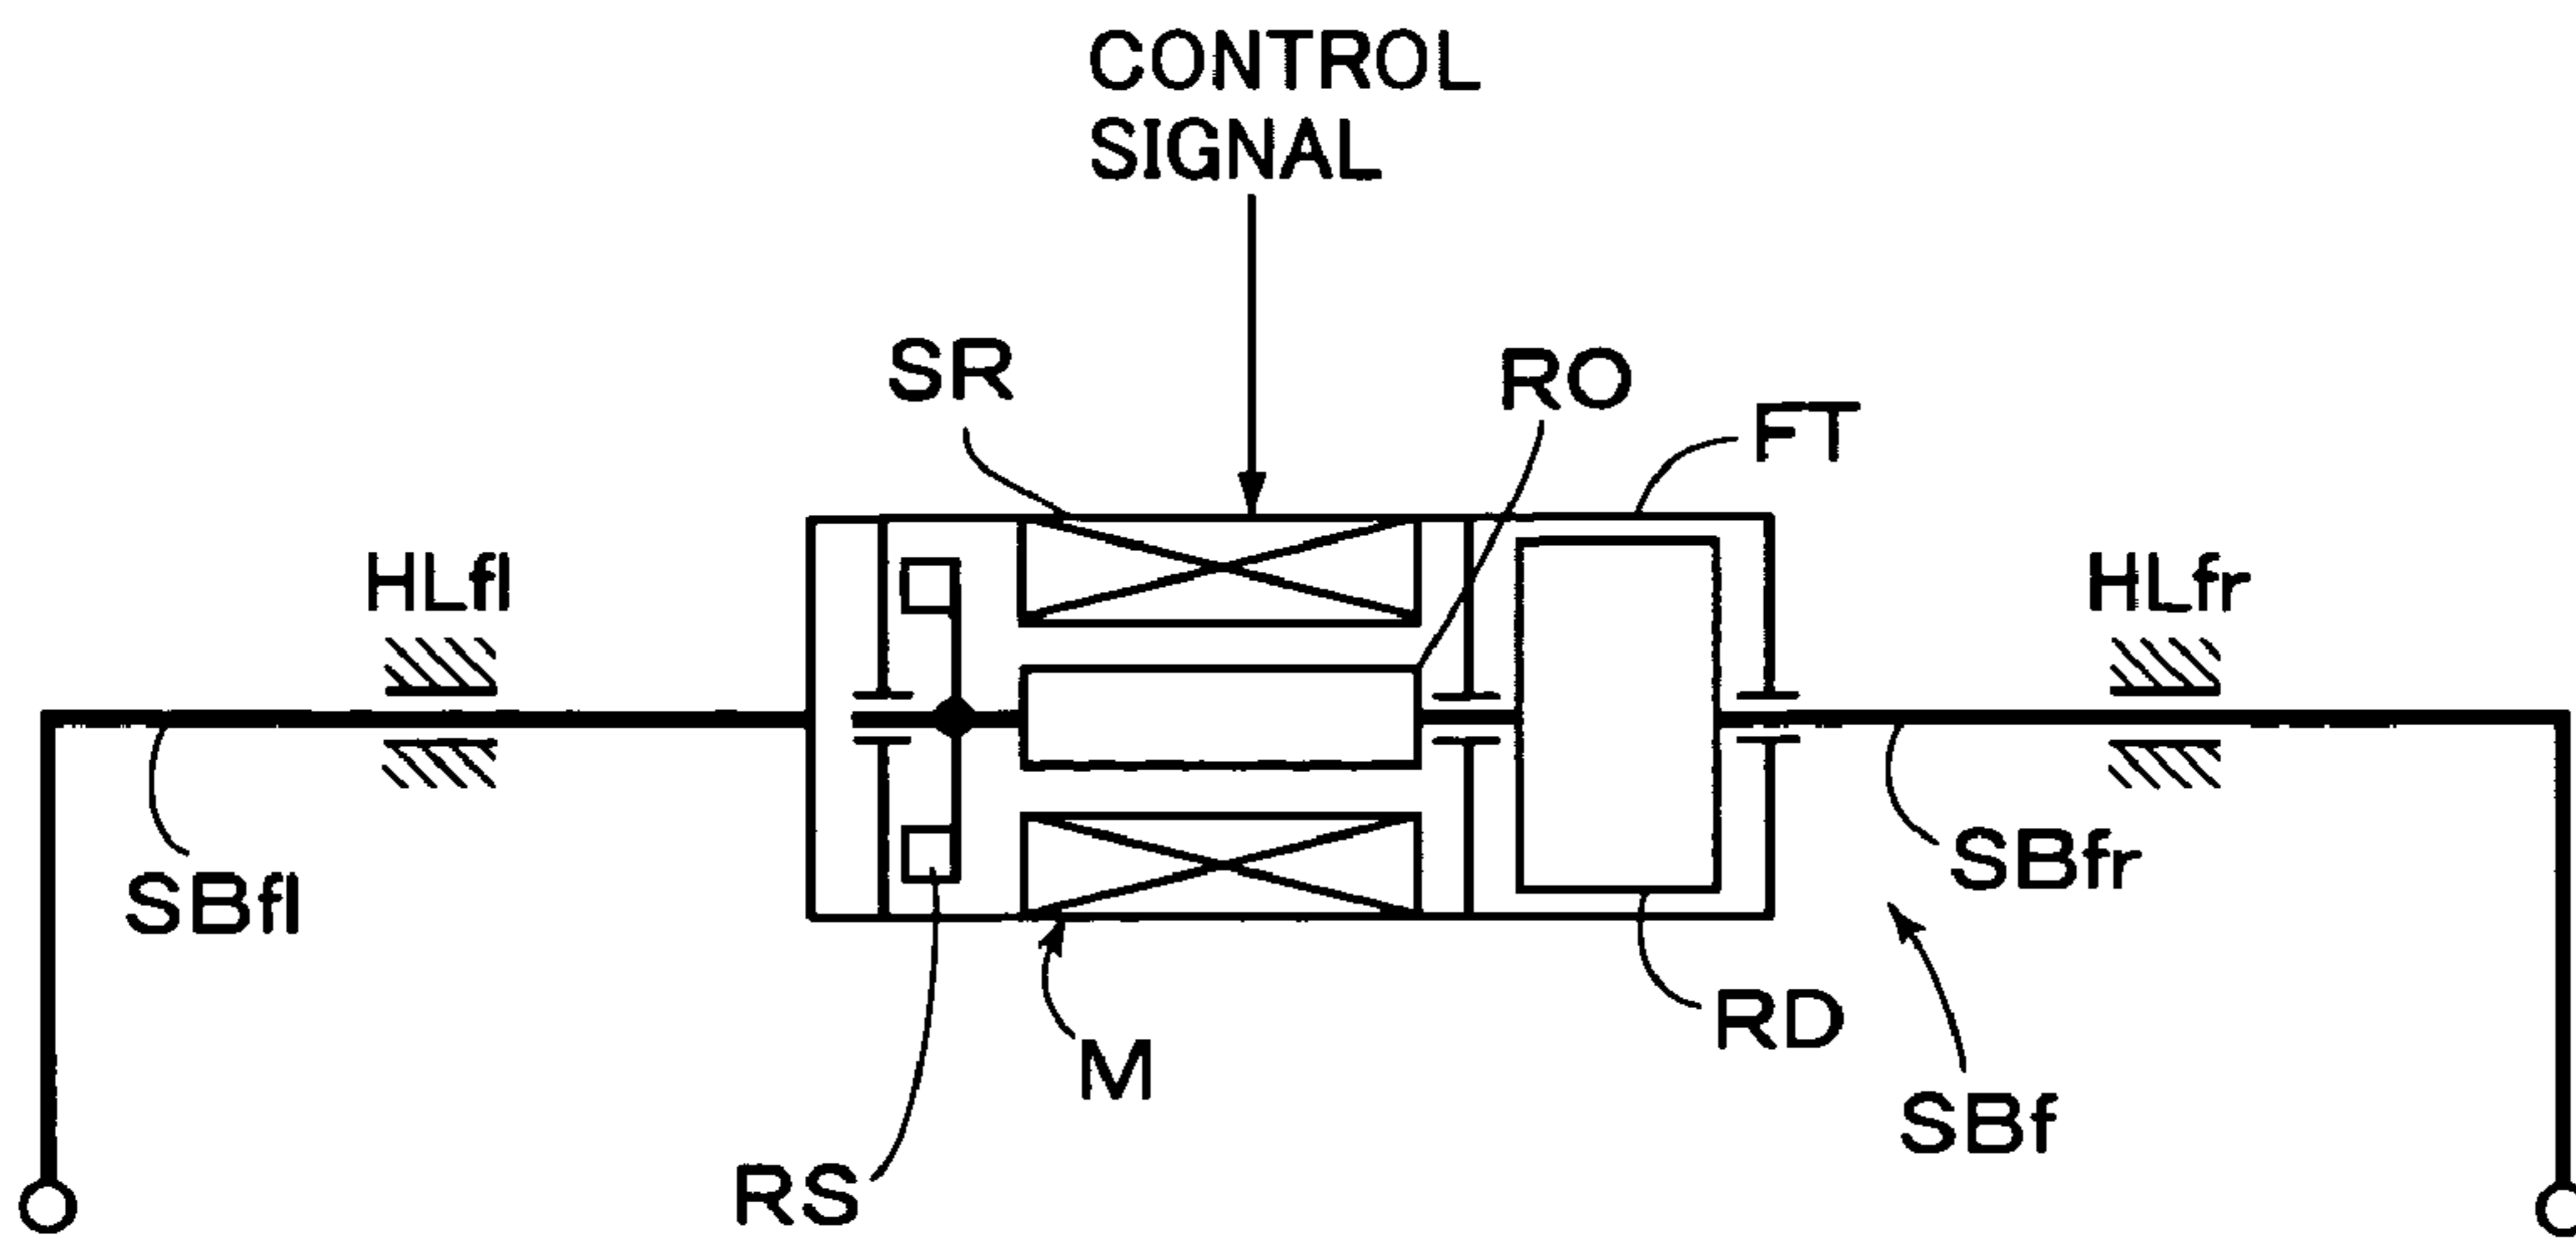 CONTROL
SIGNAL
SR
RO
FT
HLfl
HLfr
SBfl
SBfr
RD
M
SBf
RS